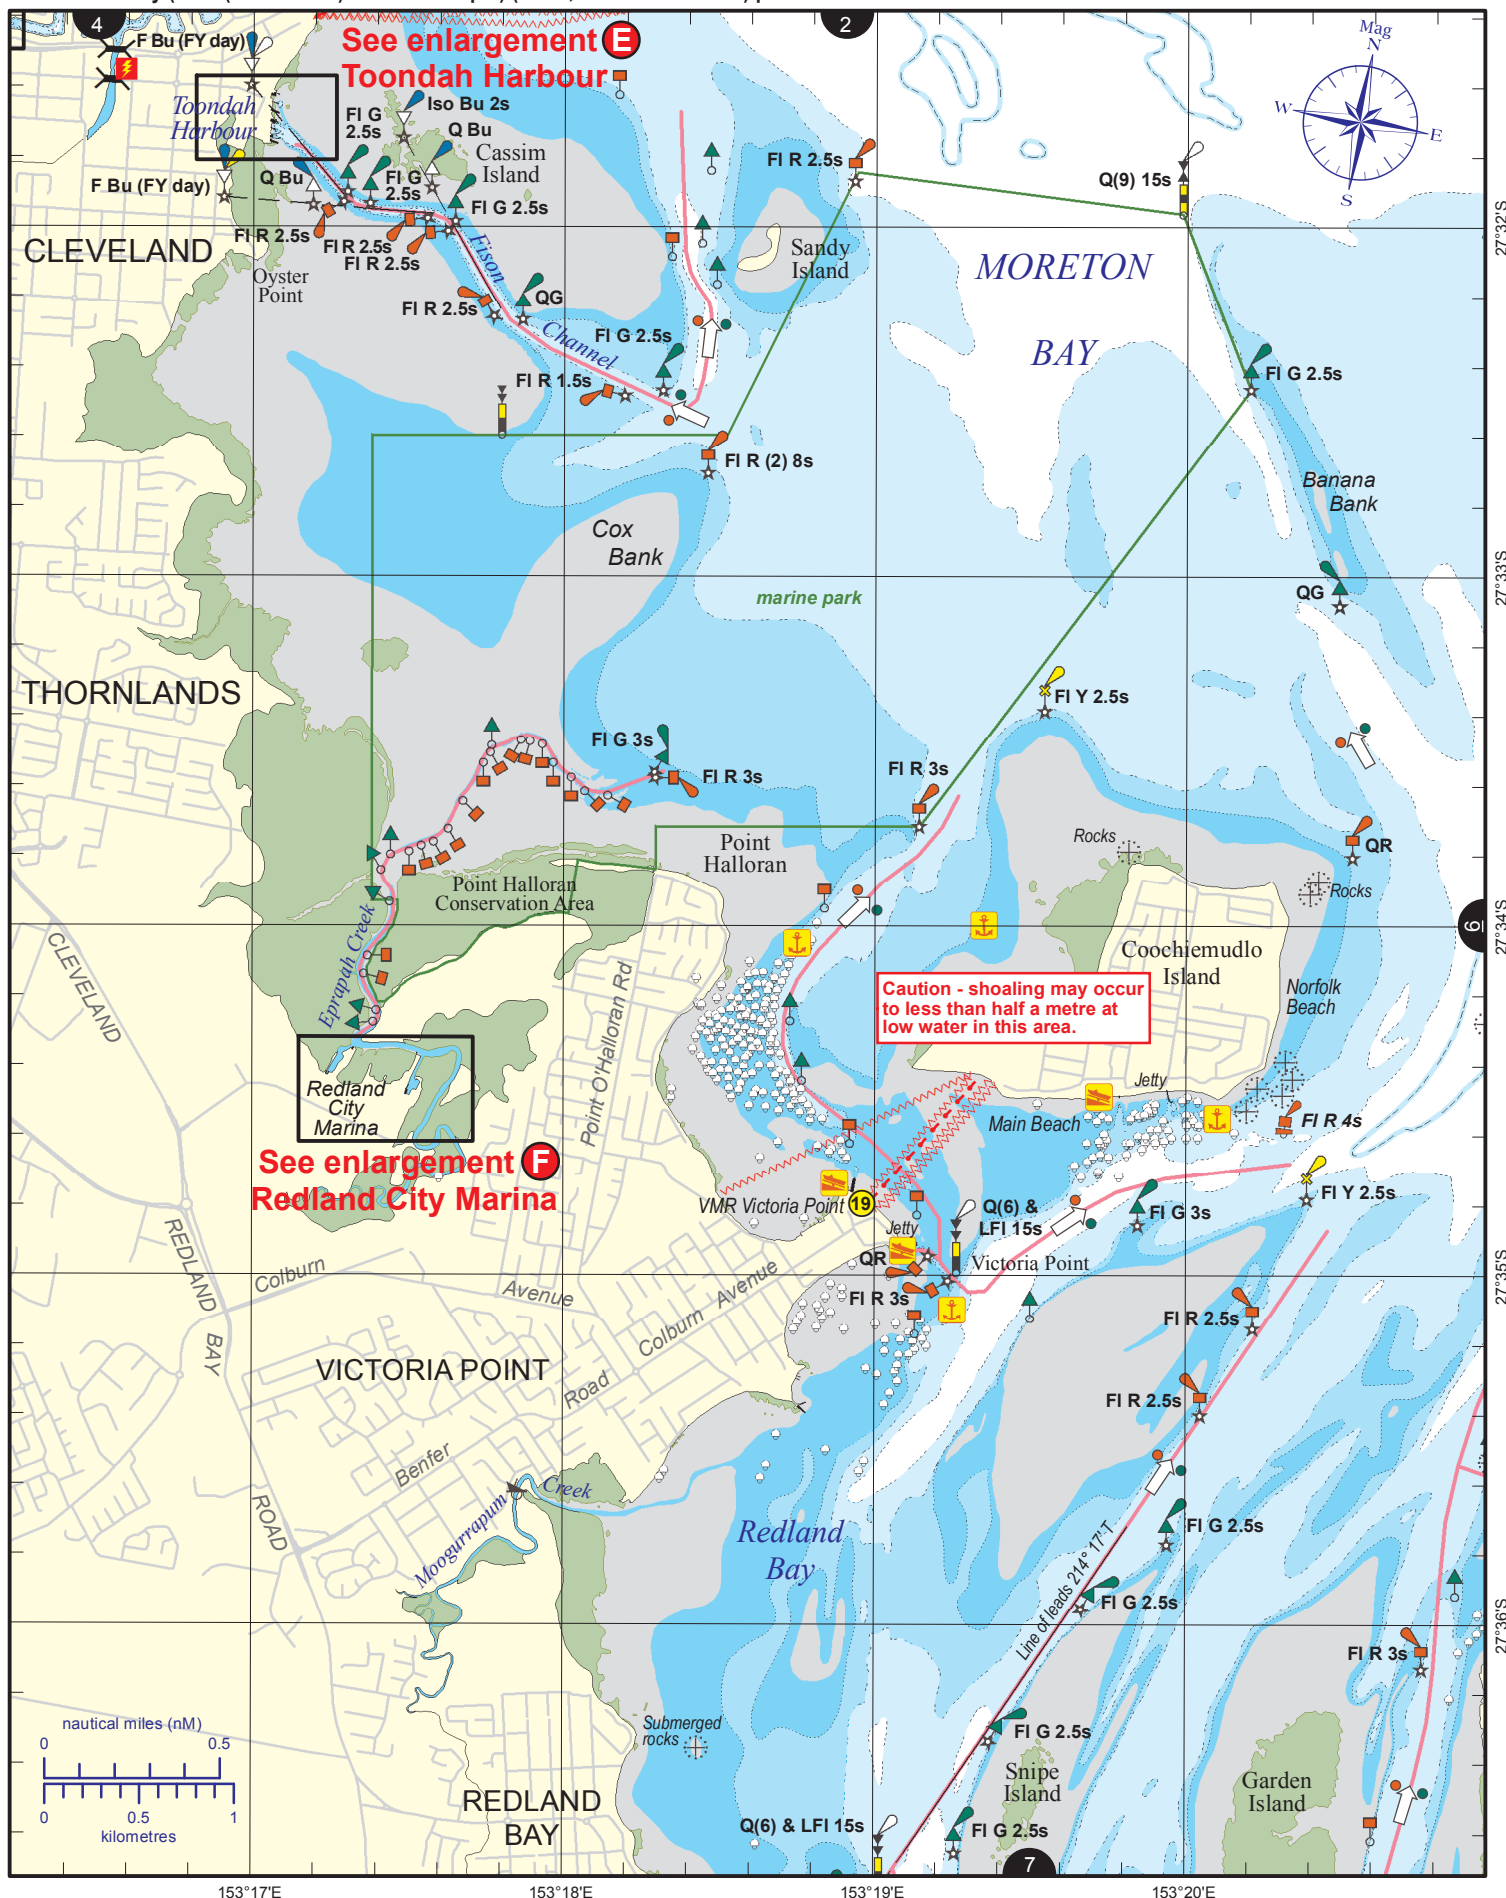 4
2
F Bu (FY day)
See enlargement E
Toondah Harbour
Mag
N
W
E
S
Toondah
Harbour
Fl G
2.5s
Iso Bu 2s
Q Bu
Cassim
Island
Fl R 2.5s
Q(9) 15s
F Bu (FY day)
Q Bu
Fl G
2.5s
Fl G 2.5s
Fl R 2.5s
Fl R 2.5s
Fl R 2.5s
27°32'S
CLEVELAND
Oyster
Point
Fison
Channel
Sandy
Island
MORETON
BAY
Fl R 2.5s
QG
Fl G 2.5s
Fl R 1.5s
Fl G 2.5s
Fl R (2) 8s
Banana
Bank
Cox
Bank
27°33'S
marine park
QG
THORNLANDS
Fl Y 2.5s
Fl G 3s
Fl R 3s
Fl R 3s
Point
Halloran
Rocks
QR
Rocks
Point Halloran
Conservation Area
27°34'S
6
CLEVELAND
Eprapah Creek
Point O'Halloran Rd
Coochiemudlo
Island
Norfolk
Beach
Caution - shoaling may occur
to less than half a metre at
low water in this area.
Redland
City
Marina
Jetty
Main Beach
Fl R 4s
See enlargement F
Redland City Marina
VMR Victoria Point 19
Q(6) &
LFl 15s
Fl G 3s
Fl Y 2.5s
Jetty
QR
Victoria Point
REDLAND
BAY
ROAD
Colburn
Avenue
Colburn Avenue
27°35'S
Fl R 3s
Fl R 2.5s
VICTORIA POINT
Road
Benfer
Fl R 2.5s
Moogurrapum
Creek
Redland
Bay
Line of leads 214° 17' T
Fl G 2.5s
Fl G 2.5s
27°36'S
Fl R 3s
nautical miles (nM)
0
0.5
0
0.5
1
kilometres
Submerged
rocks
Fl G 2.5s
Snipe
Island
Garden
Island
REDLAND
BAY
Q(6) & LFl 15s
Fl G 2.5s
7
153°17'E
153°18'E
153°19'E
153°20'E